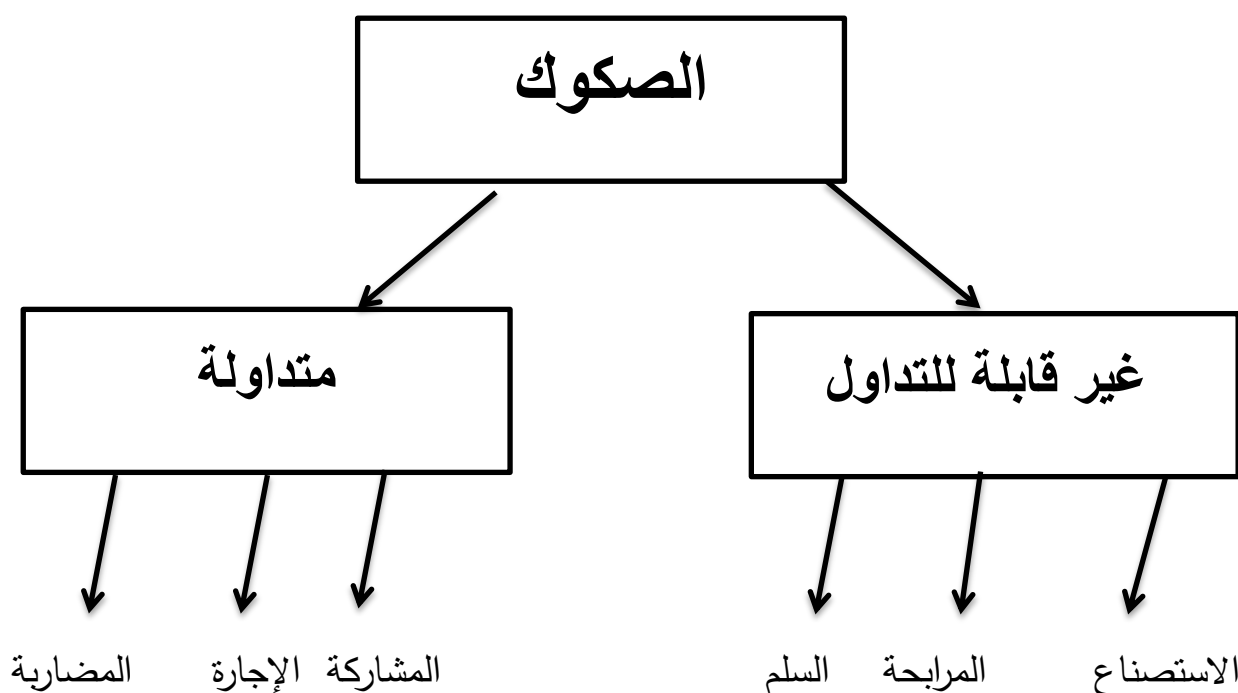 الصكوك
غير قابلة للتداول
متداولة
الاستصناع
المرابحة
السلم
المشاركة
الإجارة
المضاربة